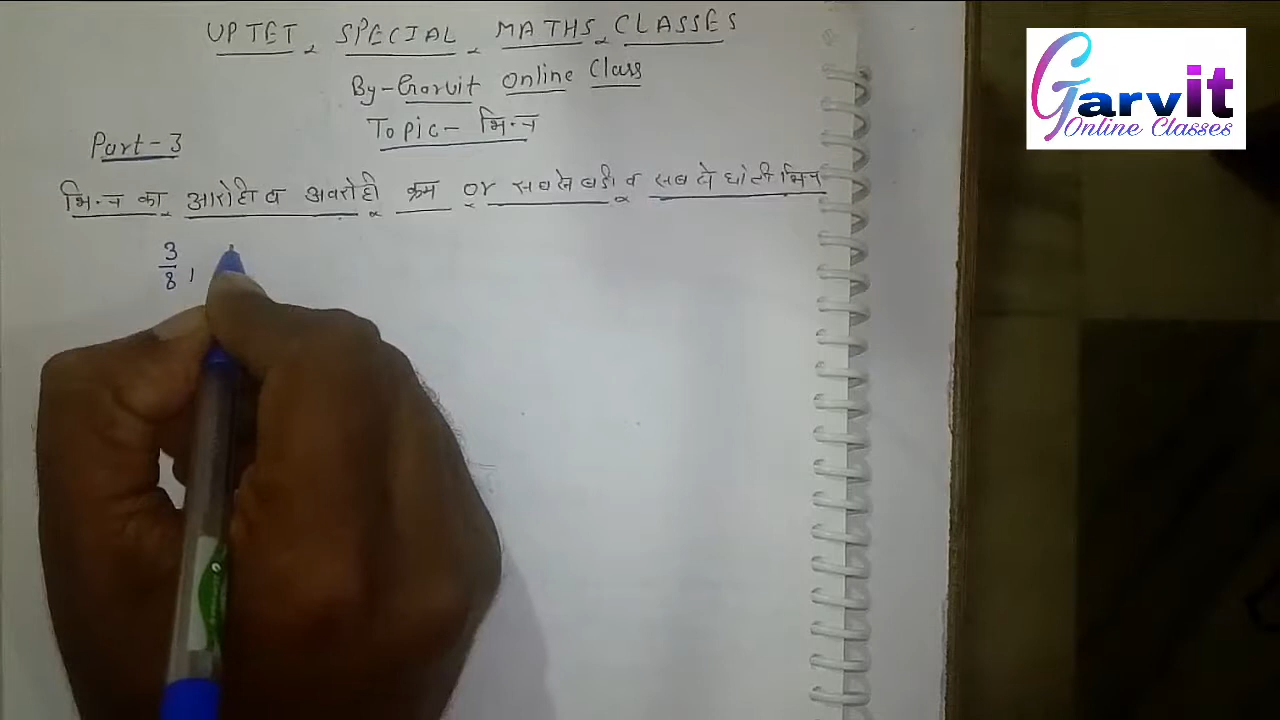 UPTET SPECIAL MATHS CLASSES
By-Garvit Online Class
Topic- भिन्न
Part-3
भिन्न का आरोही व अवरोही क्रम or सबसे बड़ी व सबसे छोटी भिन्न
3/8,
Garvit
Online Classes